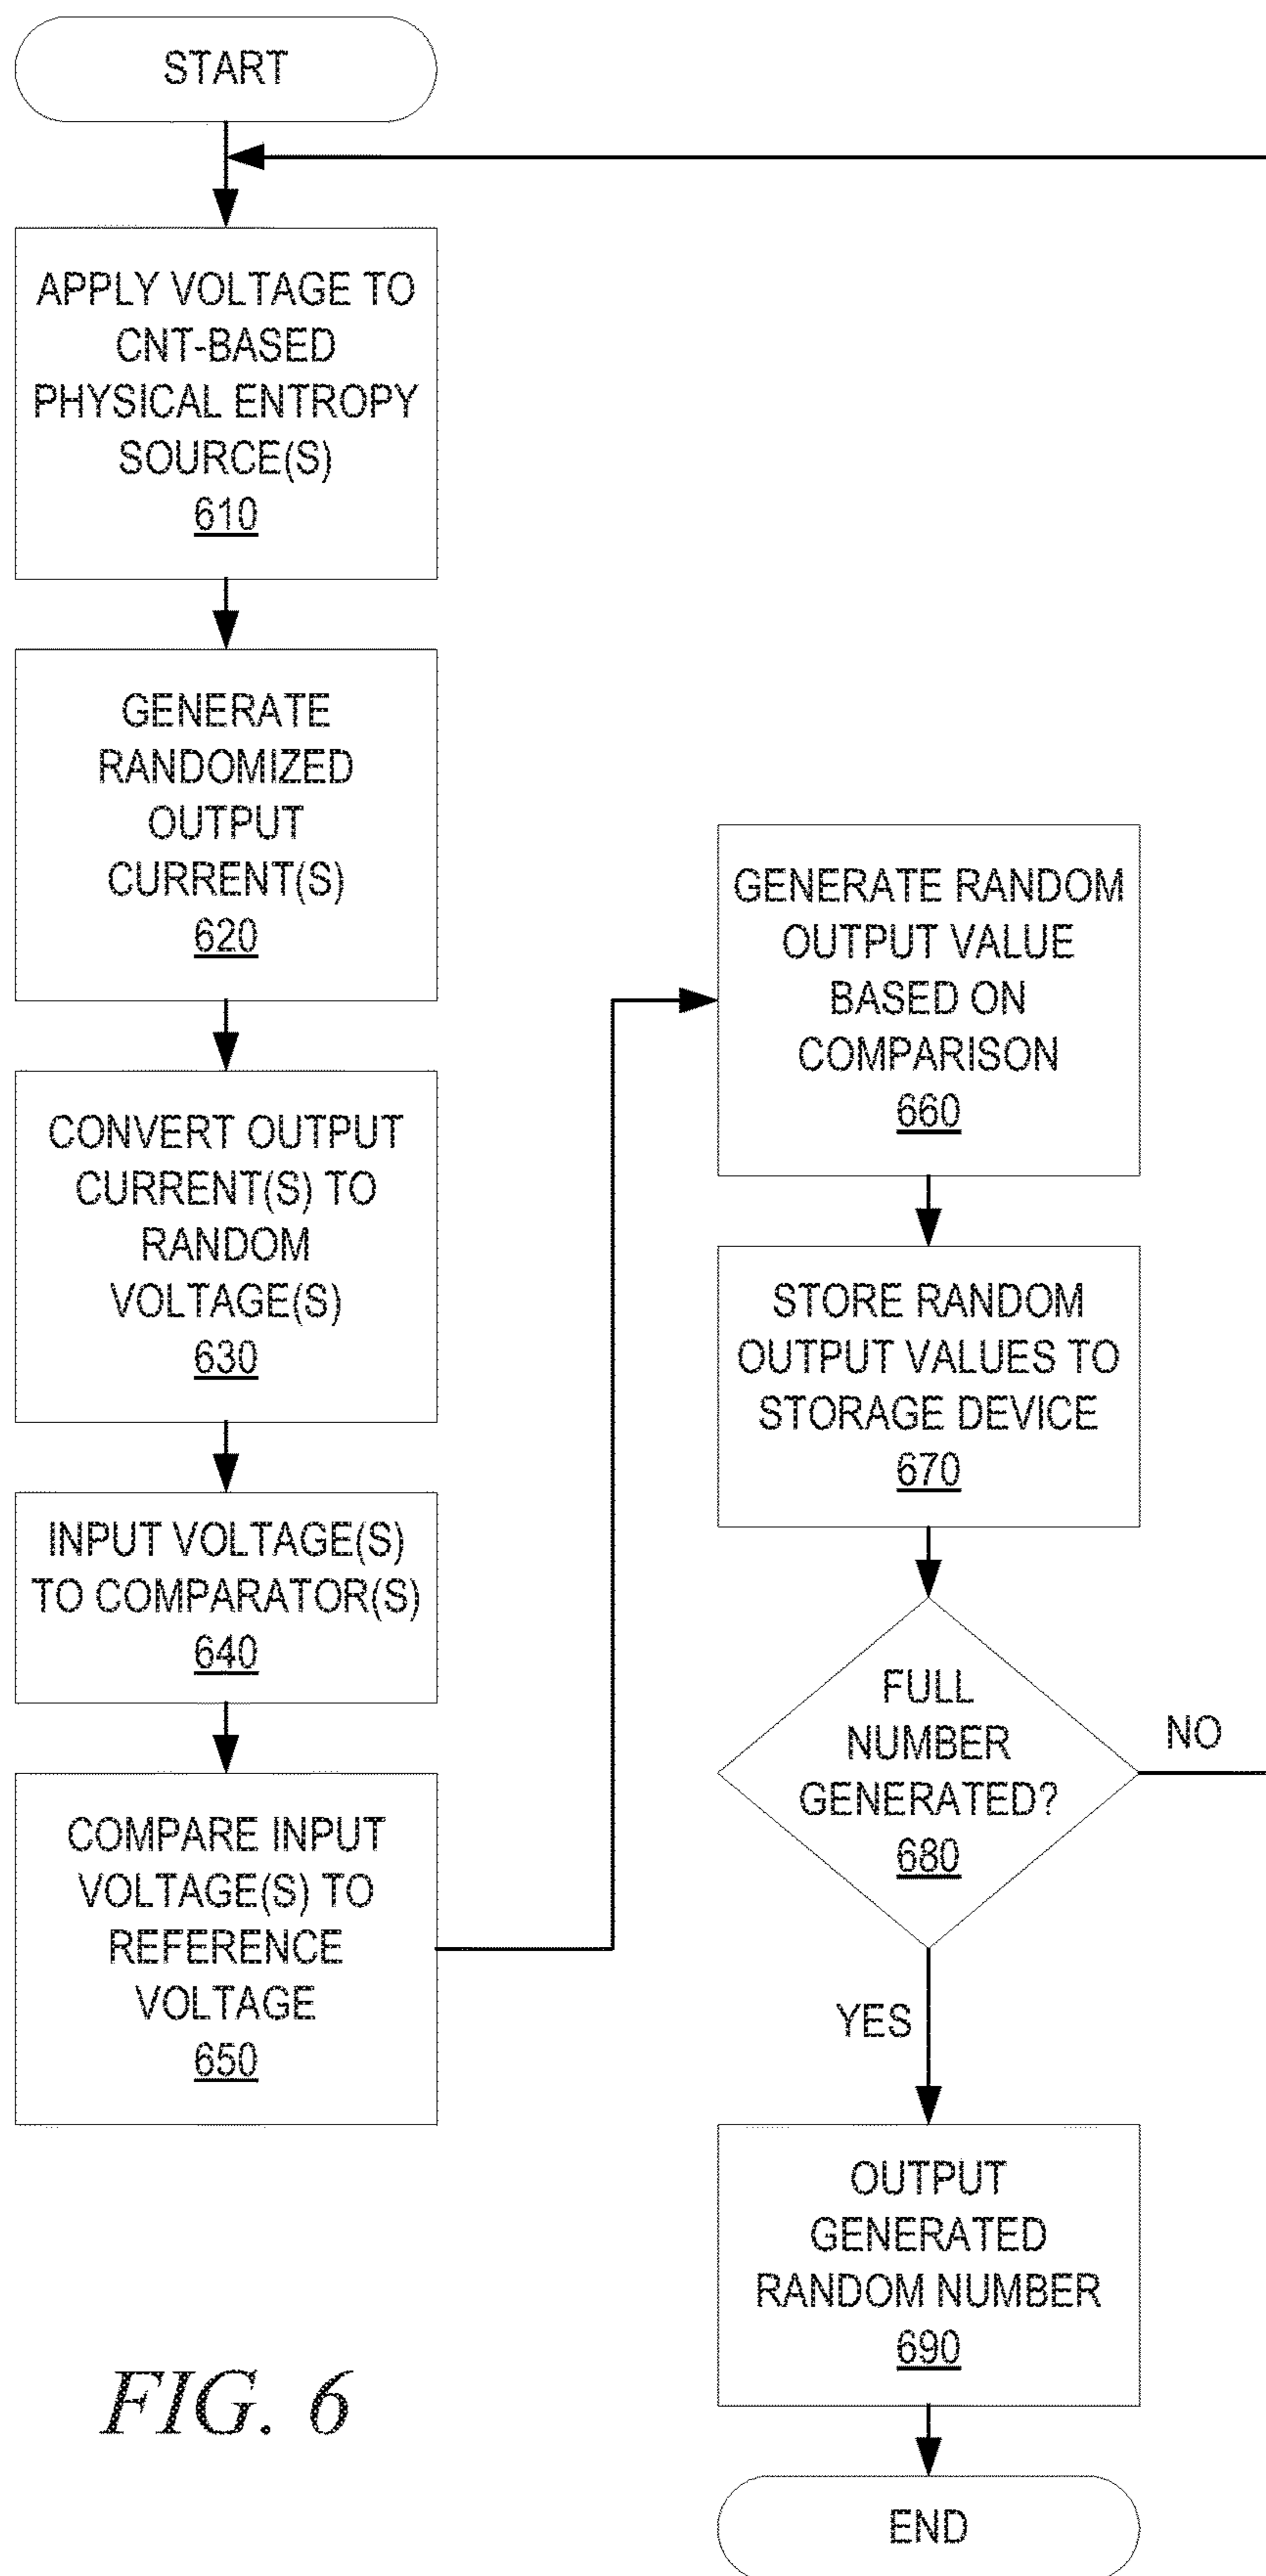 START
APPLY VOLTAGE TO
CNT-BASED
PHYSICAL ENTROPY
SOURCE(S)
610
GENERATE
RANDOMIZED
OUTPUT
CURRENT(S)
620
CONVERT OUTPUT
CURRENT(S) TO
RANDOM
VOLTAGE(S)
630
INPUT VOLTAGE(S)
TO COMPARATOR(S)
640
COMPARE INPUT
VOLTAGE(S) TO
REFERENCE
VOLTAGE
650
GENERATE RANDOM
OUTPUT VALUE
BASED ON
COMPARISON
660
STORE RANDOM
OUTPUT VALUES TO
STORAGE DEVICE
670
FULL
NUMBER
GENERATED?
680
NO
YES
OUTPUT
GENERATED
RANDOM NUMBER
690
END
FIG. 6